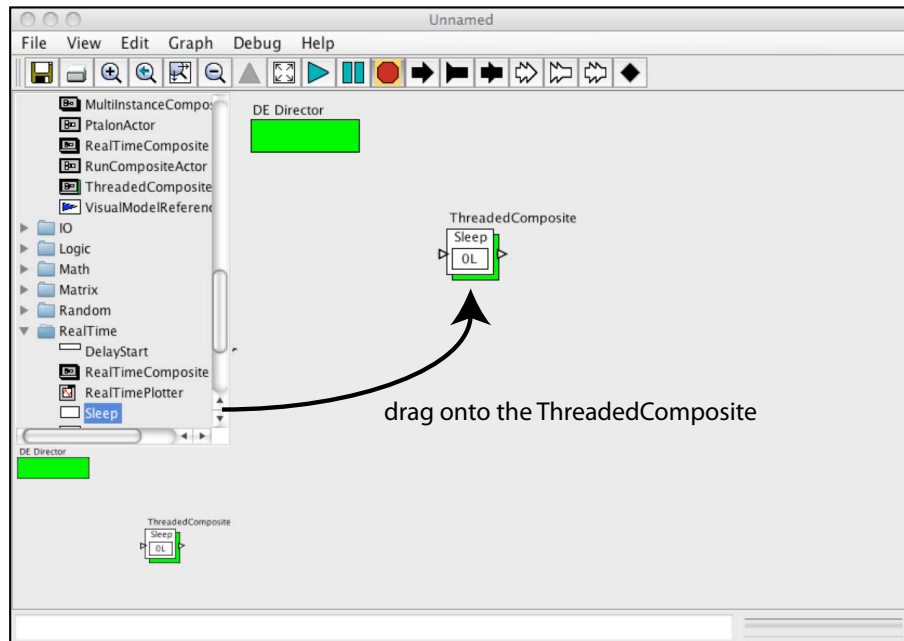 Unnamed
File View Edit Graph Debug Help
MultiInstanceCompo
PtalonActor
RealTimeComposite
RunCompositeActor
ThreadedComposite
VisualModelReferenc
IO
Logic
Math
Matrix
Random
RealTime
DelayStart
RealTimeComposite
RealTimePlotter
Sleep
DE Director
ThreadedComposite
Sleep
0L
drag onto the ThreadedComposite
DE Director
ThreadedComposite
Sleep
0L